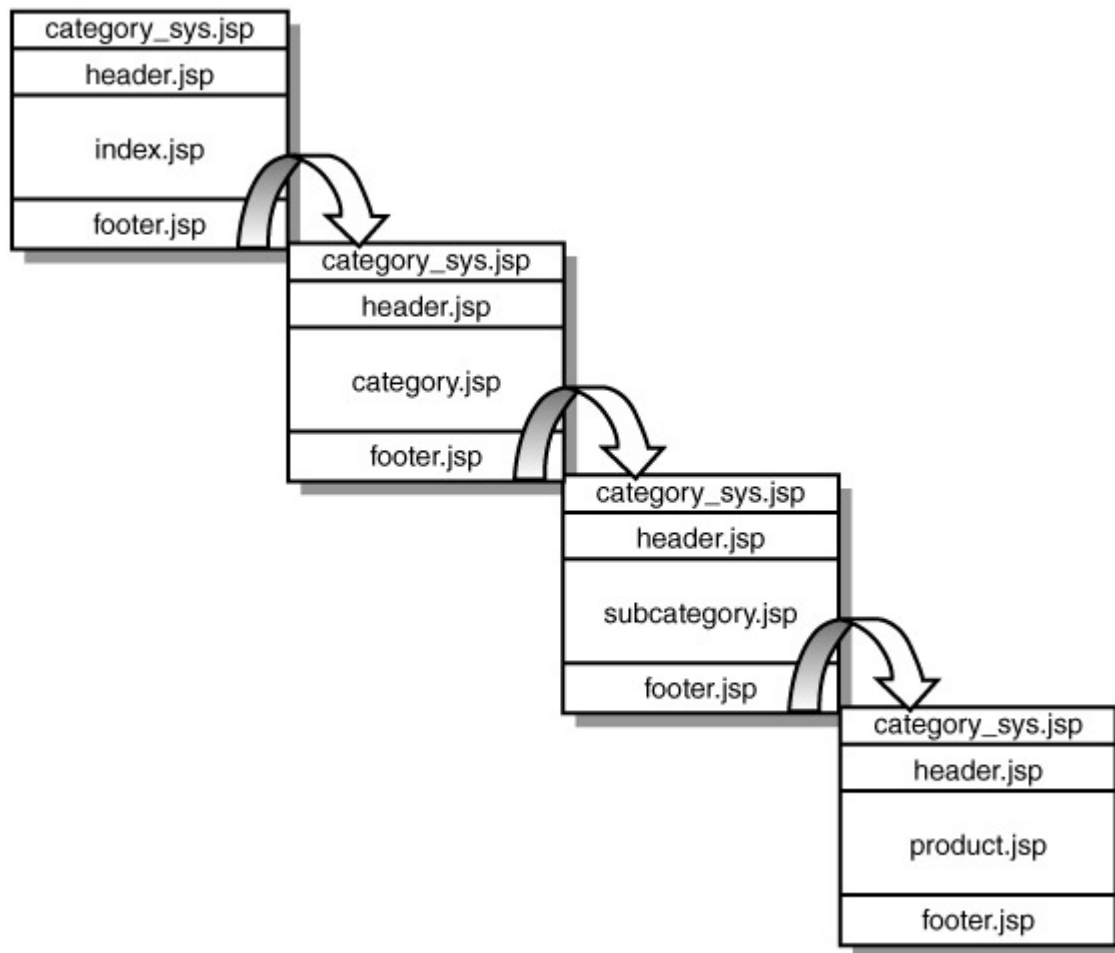 category_sys.jsp
header.jsp
index.jsp
footer.jsp
category_sys.jsp
header.jsp
category.jsp
footer.jsp
category_sys.jsp
header.jsp
subcategory.jsp
footer.jsp
category_sys.jsp
header.jsp
product.jsp
footer.jsp